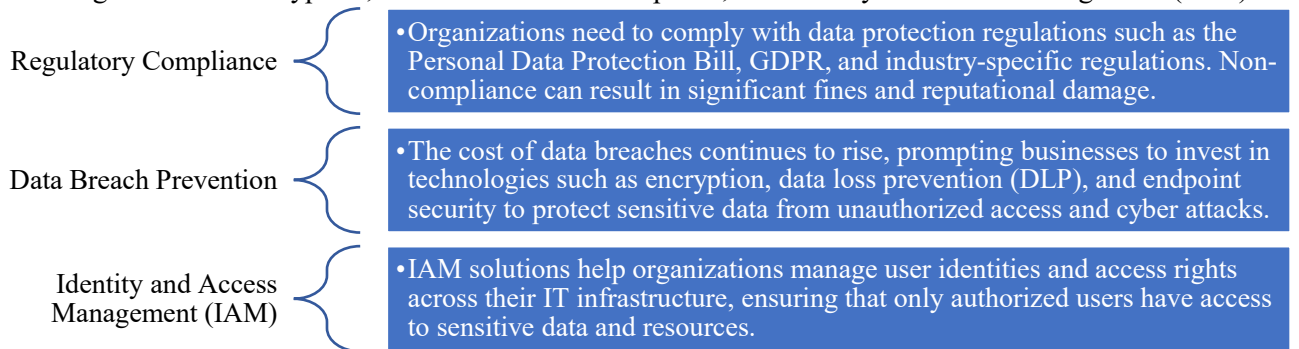 Regulatory Compliance
•Organizations need to comply with data protection regulations such as the
Personal Data Protection Bill, GDPR, and industry-specific regulations. Non-
compliance can result in significant fines and reputational damage.
Data Breach Prevention
•The cost of data breaches continues to rise, prompting businesses to invest in
technologies such as encryption, data loss prevention (DLP), and endpoint
security to protect sensitive data from unauthorized access and cyber attacks.
Identity and Access
Management (IAM)
•IAM solutions help organizations manage user identities and access rights
across their IT infrastructure, ensuring that only authorized users have access
to sensitive data and resources.